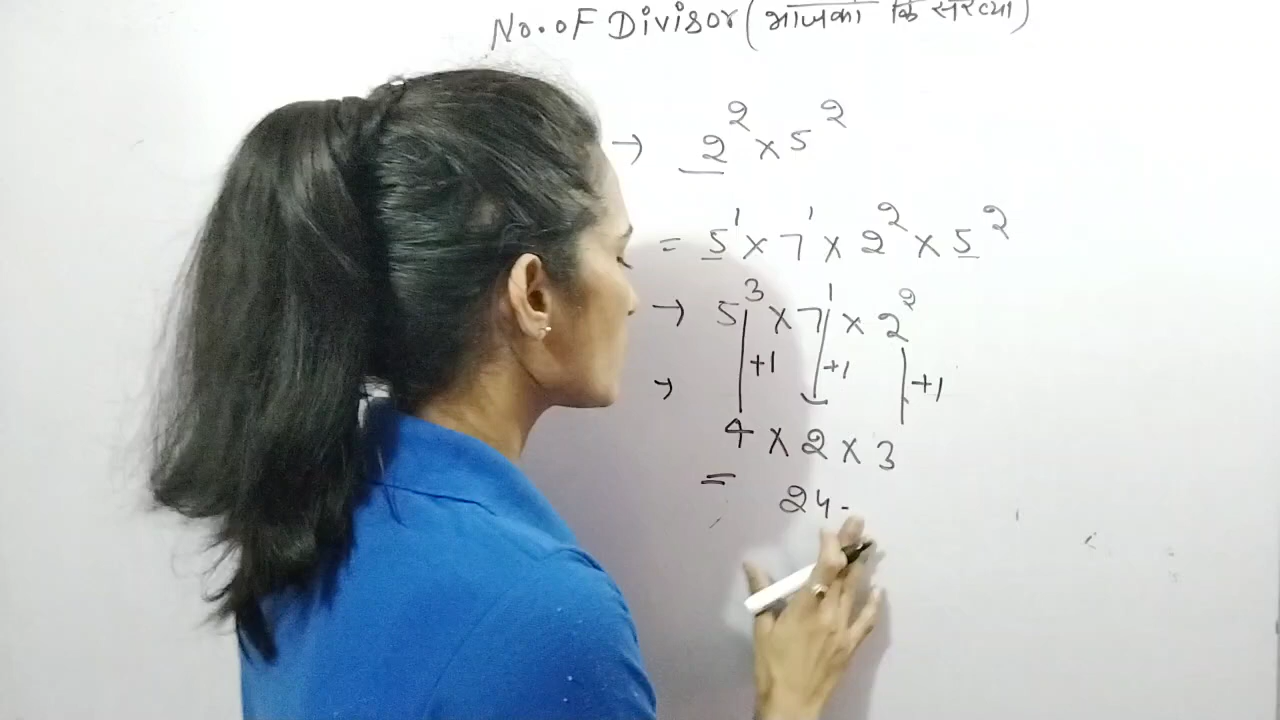 No. of Divisor (भाजको कि संख्या)
→ 2² × 5²
= 5¹ × 7¹ × 2² × 5²
→ 5³ × 7¹ × 2²
→ +1 +1 +1
4 × 2 × 3
= 24